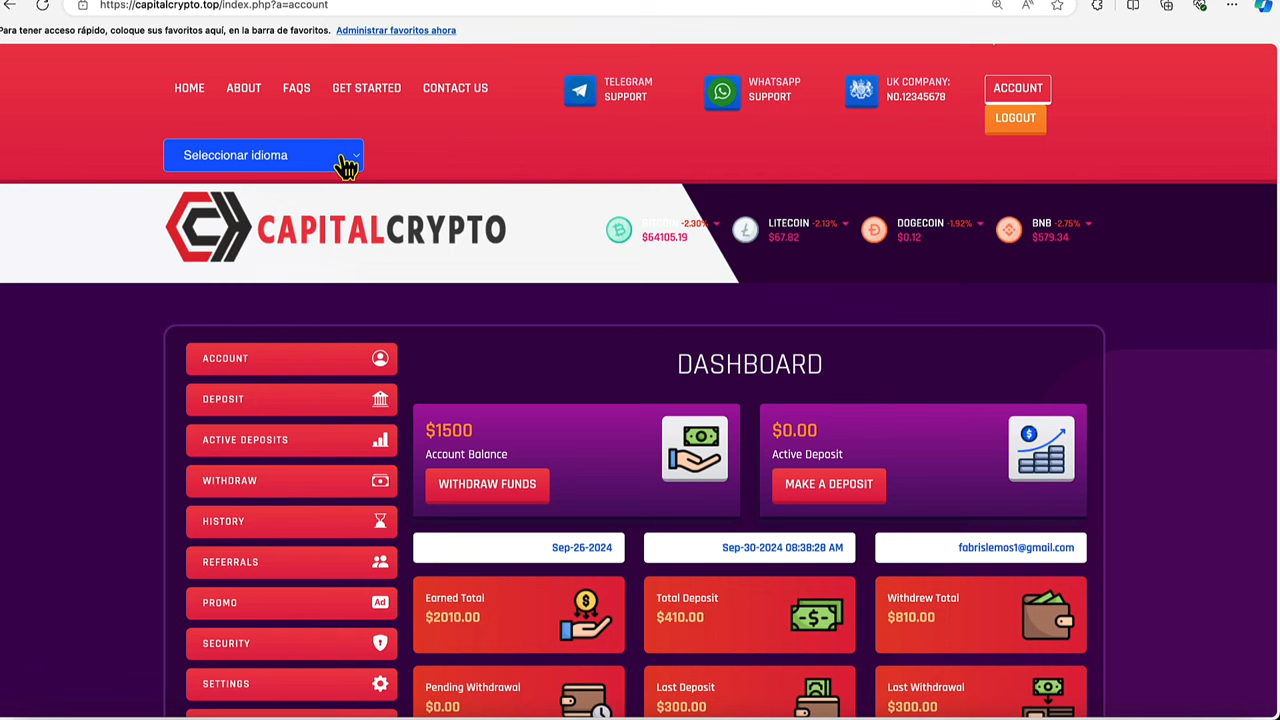 https://capitalcrypto.top/index.php?a=account
Para tener acceso rápido, coloque sus favoritos aquí, en la barra de favoritos. Administrar favoritos ahora
HOME ABOUT FAQS GET STARTED CONTACT US
TELEGRAM SUPPORT
WHATSAPP SUPPORT
UK COMPANY: NO.12345678
ACCOUNT
LOGOUT
Seleccionar idioma
CAPITALCRYPTO
BITCOIN -2.30%
$64105.19
LITECOIN -2.13%
$67.82
DOGECOIN -1.92%
$0.12
BNB -2.75%
$579.34
ACCOUNT
DEPOSIT
ACTIVE DEPOSITS
WITHDRAW
HISTORY
REFERRALS
PROMO
Ad
SECURITY
SETTINGS
DASHBOARD
$1500
Account Balance
WITHDRAW FUNDS
$0.00
Active Deposit
MAKE A DEPOSIT
Sep-26-2024
Sep-30-2024 08:38:28 AM
fabrislemos1@gmail.com
Earned Total
$2010.00
Total Deposit
$410.00
Withdrew Total
$810.00
Pending Withdrawal
$0.00
Last Deposit
$300.00
Last Withdrawal
$300.00